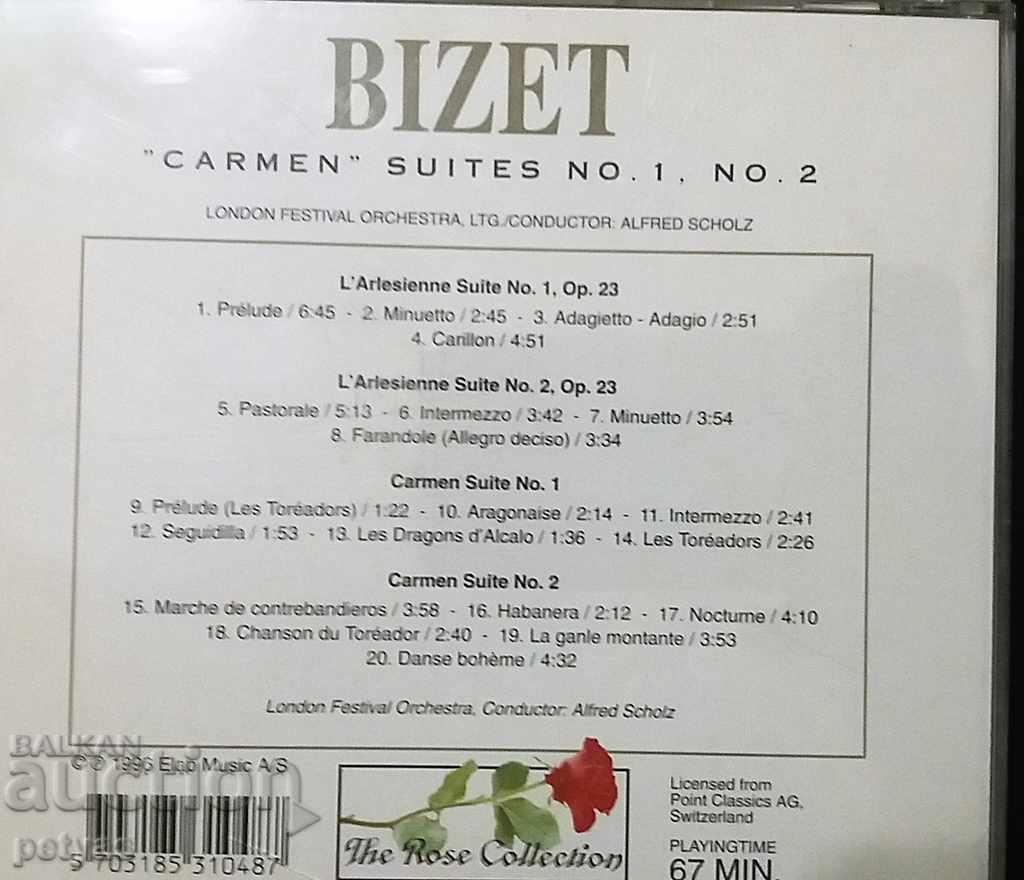 BIZET
"CARMEN" SUITES NO. 1, NO. 2
LONDON FESTIVAL ORCHESTRA, LTG./CONDUCTOR: ALFRED SCHOLZ
L'Arlesienne Suite No. 1, Op. 23
1. Prélude / 6:45 - 2. Minuetto / 2:45 - 3. Adagietto - Adagio / 2:51
4. Carillon / 4:51
L'Arlesienne Suite No. 2, Op. 23
5. Pastorale / 5:13 - 6. Intermezzo / 3:42 - 7. Minuetto / 3:54
8. Farandole (Allegro deciso) / 3:34
Carmen Suite No. 1
9. Prélude (Les Toréadors) / 1:22 - 10. Aragonaise / 2:14 - 11. Intermezzo / 2:41
12. Seguidilla / 1:53 - 13. Les Dragons d'Alcalo / 1:36 - 14. Les Toréadors / 2:26
Carmen Suite No. 2
15. Marche de contrebandieros / 3:58 - 16. Habanera / 2:12 - 17. Nocturne / 4:10
18. Chanson du Toréador / 2:40 - 19. La ganle montante / 3:53
20. Danse bohème / 4:32
London Festival Orchestra, Conductor: Alfred Scholz
BALKAN
auction
© ℗ 1996 Elap Music A/S
5 703185 310487
The Rose Collection
Licensed from
Point Classics AG,
Switzerland
PLAYINGTIME
67 MIN.